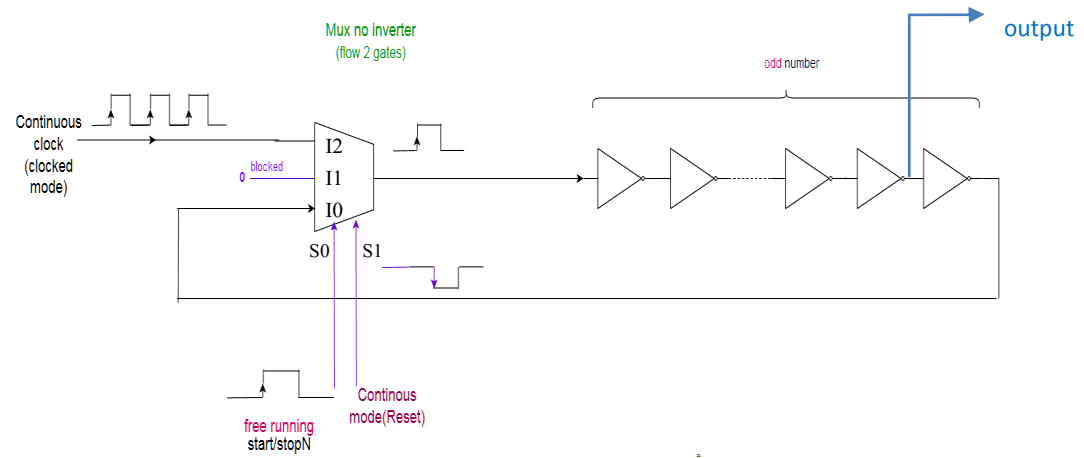 Mux no inverter
(flow 2 gates)
output
odd number
Continuous
clock
(clocked
mode)
I2
blocked
0
I1
I0
S0 S1
Continous
mode(Reset)
free running
start/stopN